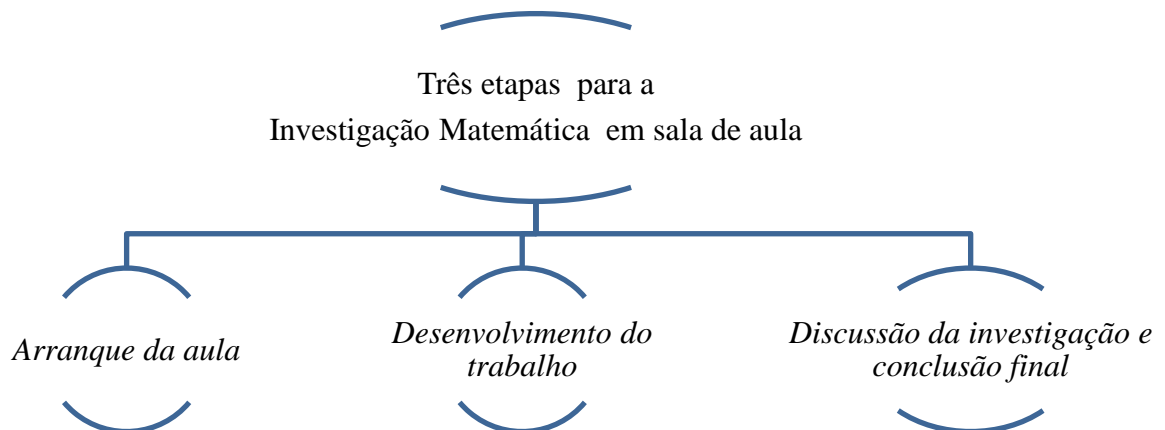 Três etapas para a
Investigação Matemática em sala de aula
Arranque da aula
Desenvolvimento do
trabalho
Discussão da investigação e
conclusão final